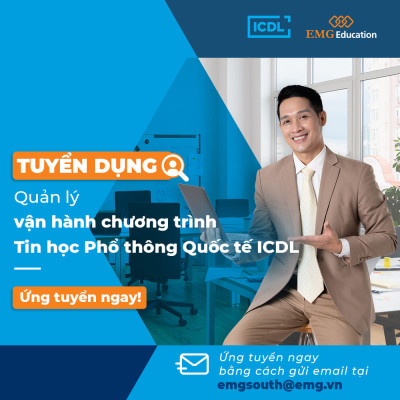 ICDL
EMG Education
TUYỂN DỤNG
Quản lý
vận hành chương trình
Tin học Phổ thông Quốc tế ICDL
Ứng tuyển ngay!
Ứng tuyển ngay
bằng cách gửi email tại
emgsouth@emg.vn